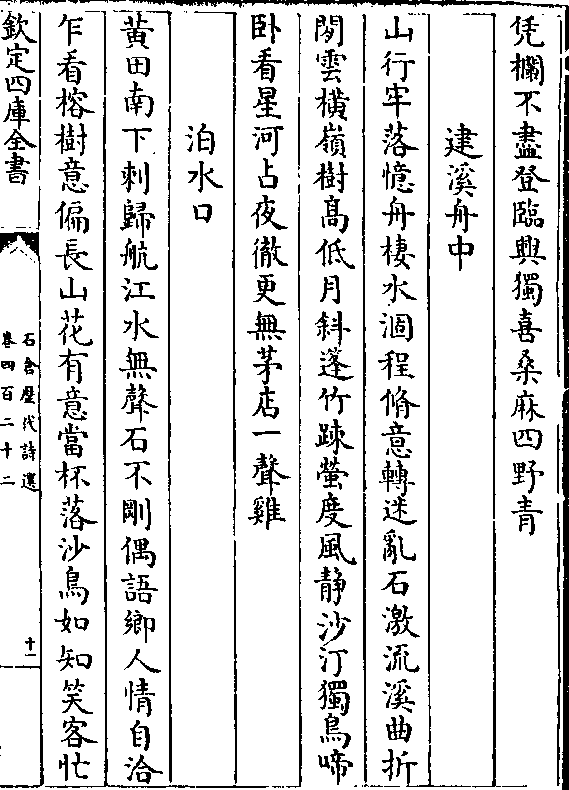 凭欄不盡登臨興獨喜桑麻四野青
建溪舟中
山行牢落憶舟棲水涸程脩意轉迷亂石激流溪曲折
閒雲横嶺樹髙低月斜蓬竹踈螢度風静沙汀獨鳥啼
卧看星河占夜徹更無茅店一聲雞
泊水口
黄田南下刺歸航江水無聲石不剛偶語鄉人情自洽
乍看榕樹意偏長山花有意當杯落沙鳥如知笑客忙
欽定四庫全書
石倉歴代詩選
卷四百二十二
十一